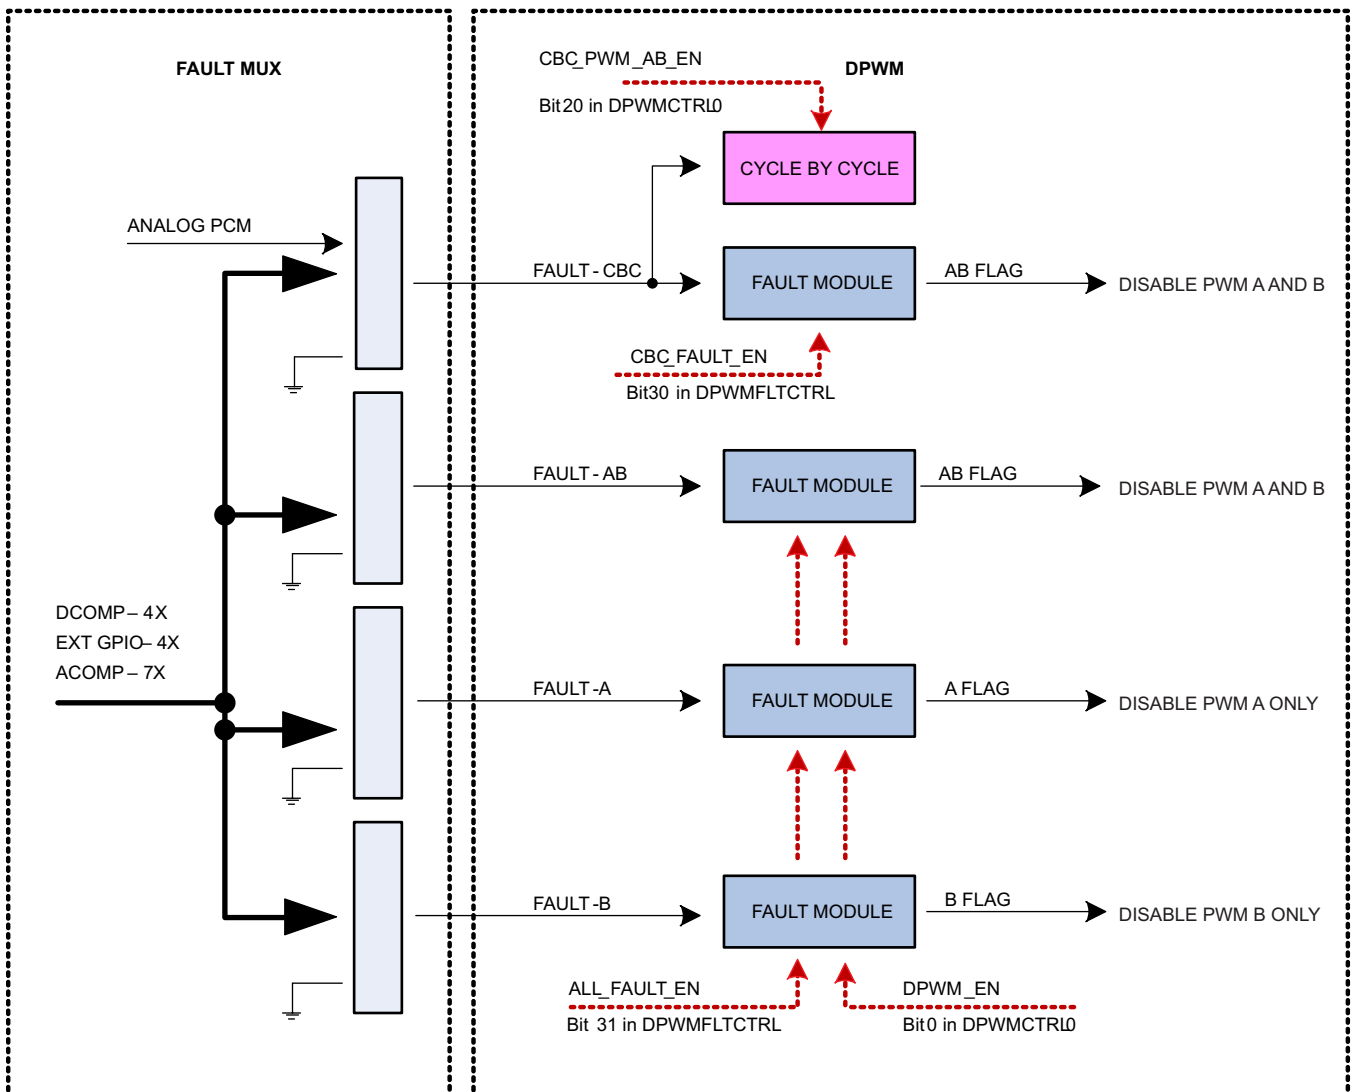 FAULT MUX
CBC_PWM_AB_EN
DPWM
Bit20 in DPWMCTRL0
CYCLE BY CYCLE
ANALOG PCM
FAULT - CBC
FAULT MODULE
AB FLAG
DISABLE PWM A AND B
CBC_FAULT_EN
Bit30 in DPWMFLTCTRL
FAULT - AB
FAULT MODULE
AB FLAG
DISABLE PWM A AND B
DCOMP – 4X
EXT GPIO – 4X
ACOMP – 7X
FAULT -A
FAULT MODULE
A FLAG
DISABLE PWM A ONLY
FAULT -B
FAULT MODULE
B FLAG
DISABLE PWM B ONLY
ALL_FAULT_EN
DPWM_EN
Bit 31 in DPWMFLTCTRL
Bit0 in DPWMCTRL0